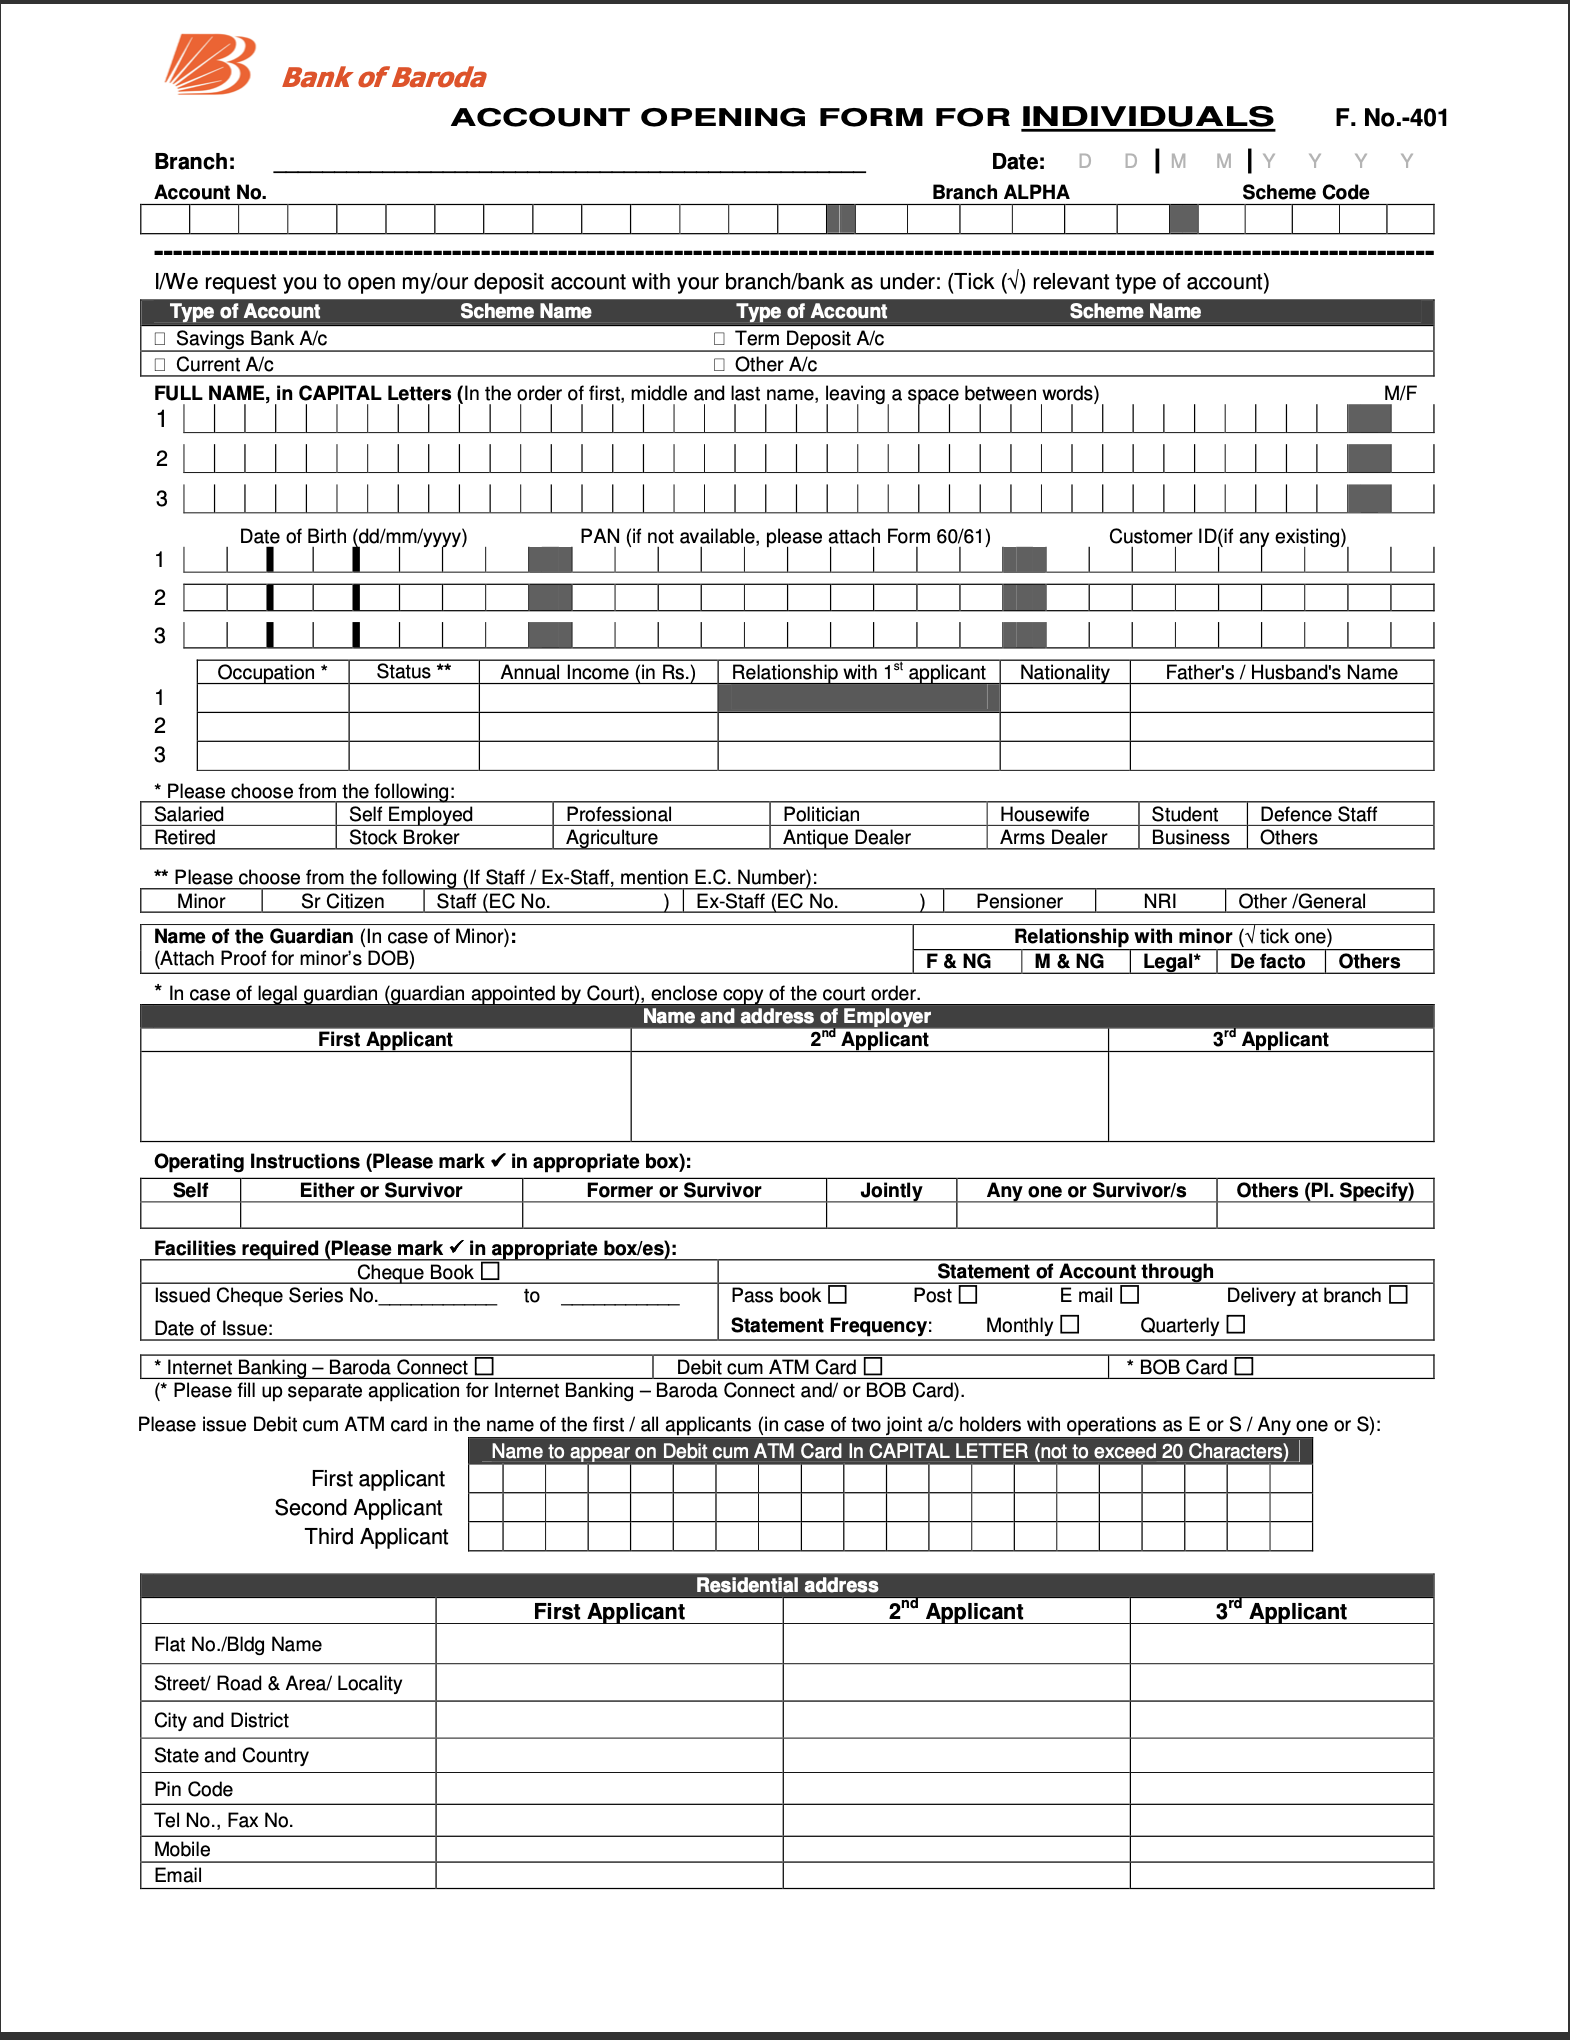 Bank of Baroda
ACCOUNT OPENING FORM FOR INDIVIDUALS F. No.-401
Branch: ______________________________________________ Date: D D M M Y Y Y Y
Account No. Branch ALPHA Scheme Code
I/We request you to open my/our deposit account with your branch/bank as under: (Tick (√) relevant type of account)
Type of Account Scheme Name Type of Account Scheme Name
□ Savings Bank A/c □ Term Deposit A/c
□ Current A/c □ Other A/c
FULL NAME, in CAPITAL Letters (In the order of first, middle and last name, leaving a space between words) M/F
1
2
3
Date of Birth (dd/mm/yyyy) PAN (if not available, please attach Form 60/61) Customer ID(if any existing)
1
2
3
Occupation * Status ** Annual Income (in Rs.) Relationship with 1st applicant Nationality Father's / Husband's Name
1
2
3
* Please choose from the following:
Salaried Self Employed Professional Politician Housewife Student Defence Staff
Retired Stock Broker Agriculture Antique Dealer Arms Dealer Business Others
** Please choose from the following (If Staff / Ex-Staff, mention E.C. Number):
Minor Sr Citizen Staff (EC No. ) Ex-Staff (EC No. ) Pensioner NRI Other /General
Name of the Guardian (In case of Minor): Relationship with minor (√ tick one)
(Attach Proof for minor's DOB) F & NG M & NG Legal* De facto Others
* In case of legal guardian (guardian appointed by Court), enclose copy of the court order.
Name and address of Employer
First Applicant 2nd Applicant 3rd Applicant
Operating Instructions (Please mark ✓ in appropriate box):
Self Either or Survivor Former or Survivor Jointly Any one or Survivor/s Others (Pl. Specify)
Facilities required (Please mark ✓ in appropriate box/es):
Cheque Book □ Statement of Account through
Issued Cheque Series No.___________ to ___________ Pass book □ Post □ E mail □ Delivery at branch □
Date of Issue: Statement Frequency: Monthly □ Quarterly □
* Internet Banking – Baroda Connect □ Debit cum ATM Card □ * BOB Card □
(* Please fill up separate application for Internet Banking – Baroda Connect and/ or BOB Card).
Please issue Debit cum ATM card in the name of the first / all applicants (in case of two joint a/c holders with operations as E or S / Any one or S):
Name to appear on Debit cum ATM Card In CAPITAL LETTER (not to exceed 20 Characters)
First applicant
Second Applicant
Third Applicant
Residential address
First Applicant 2nd Applicant 3rd Applicant
Flat No./Bldg Name
Street/ Road & Area/ Locality
City and District
State and Country
Pin Code
Tel No., Fax No.
Mobile
Email